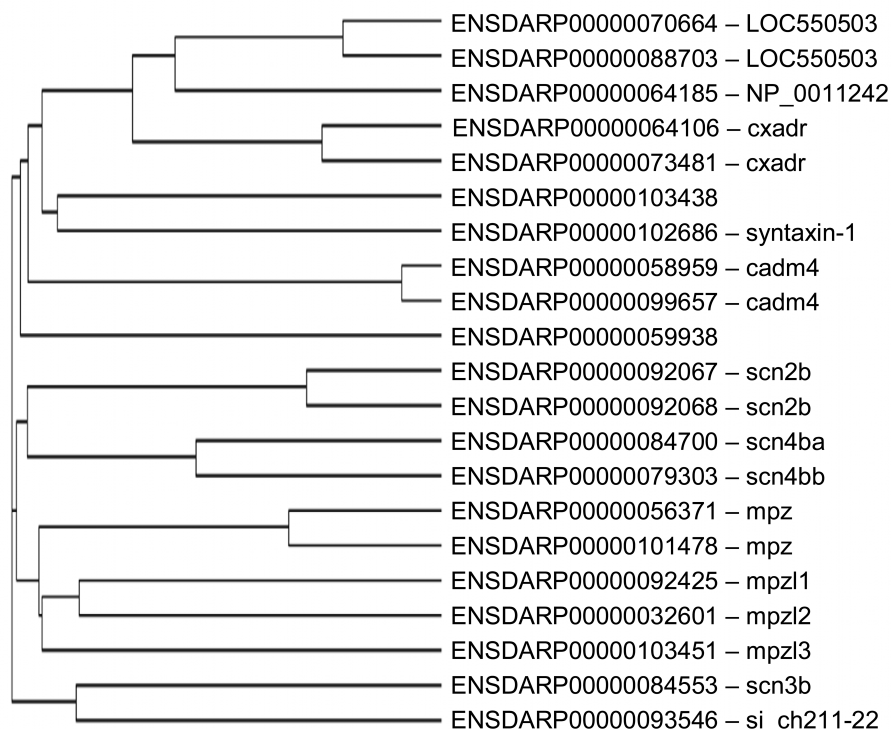 ENSDARP00000070664 – LOC550503
ENSDARP00000088703 – LOC550503
ENSDARP00000064185 – NP_0011242
ENSDARP00000064106 – cxadr
ENSDARP00000073481 – cxadr
ENSDARP00000103438
ENSDARP00000102686 – syntaxin-1
ENSDARP00000058959 – cadm4
ENSDARP00000099657 – cadm4
ENSDARP00000059938
ENSDARP00000092067 – scn2b
ENSDARP00000092068 – scn2b
ENSDARP00000084700 – scn4ba
ENSDARP00000079303 – scn4bb
ENSDARP00000056371 – mpz
ENSDARP00000101478 – mpz
ENSDARP00000092425 – mpzl1
ENSDARP00000032601 – mpzl2
ENSDARP00000103451 – mpzl3
ENSDARP00000084553 – scn3b
ENSDARP00000093546 – si_ch211-22